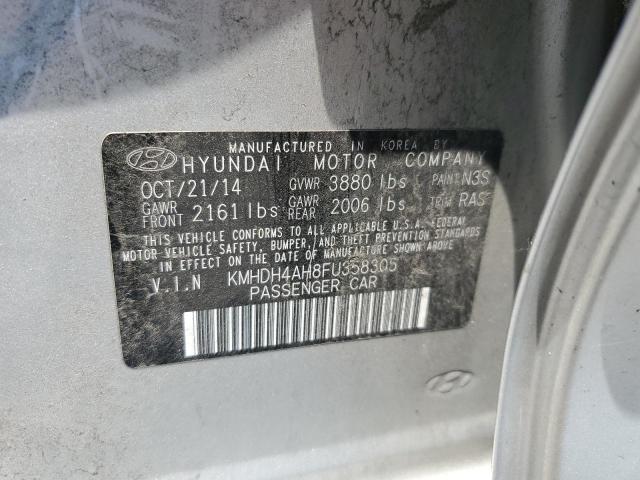 MANUFACTURED IN KOREA BY
HYUNDAI MOTOR COMPANY
OCT/21/14 GVWR 3880 lbs PAINT N3S
GAWR FRONT 2161 lbs GAWR REAR 2006 lbs TRIM RAS
THIS VEHICLE CONFORMS TO ALL APPLICABLE U.S.A. FEDERAL
MOTOR VEHICLE SAFETY, BUMPER, AND THEFT PREVENTION STANDARDS
IN EFFECT ON THE DATE OF MANUFACTURE SHOWN ABOVE.
V.I.N KMHDH4AH8FU358305
PASSENGER CAR